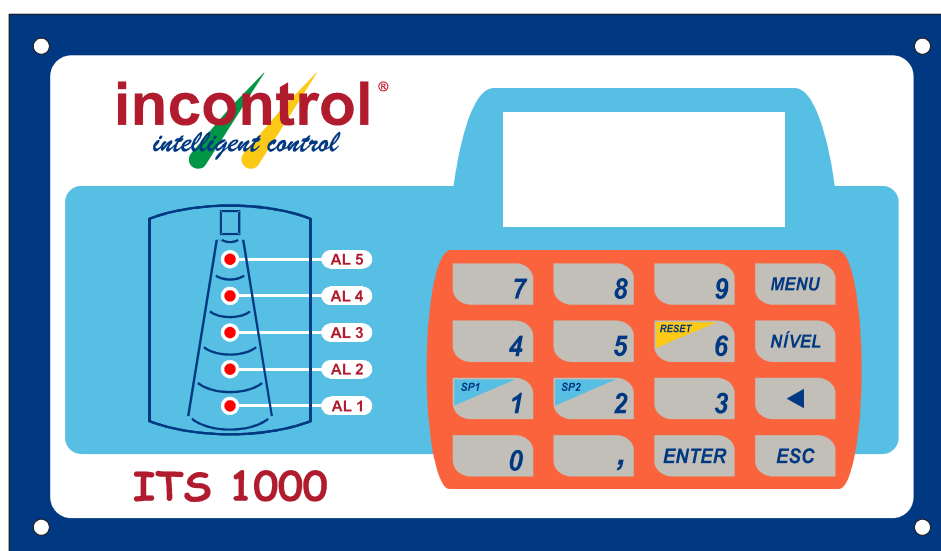 incontrol®
intelligent control
AL 5
AL 4
AL 3
AL 2
AL 1
ITS 1000
7 8 9 MENU
4 5 RESET 6 NÍVEL
SP1 1 SP2 2 3
0 , ENTER ESC